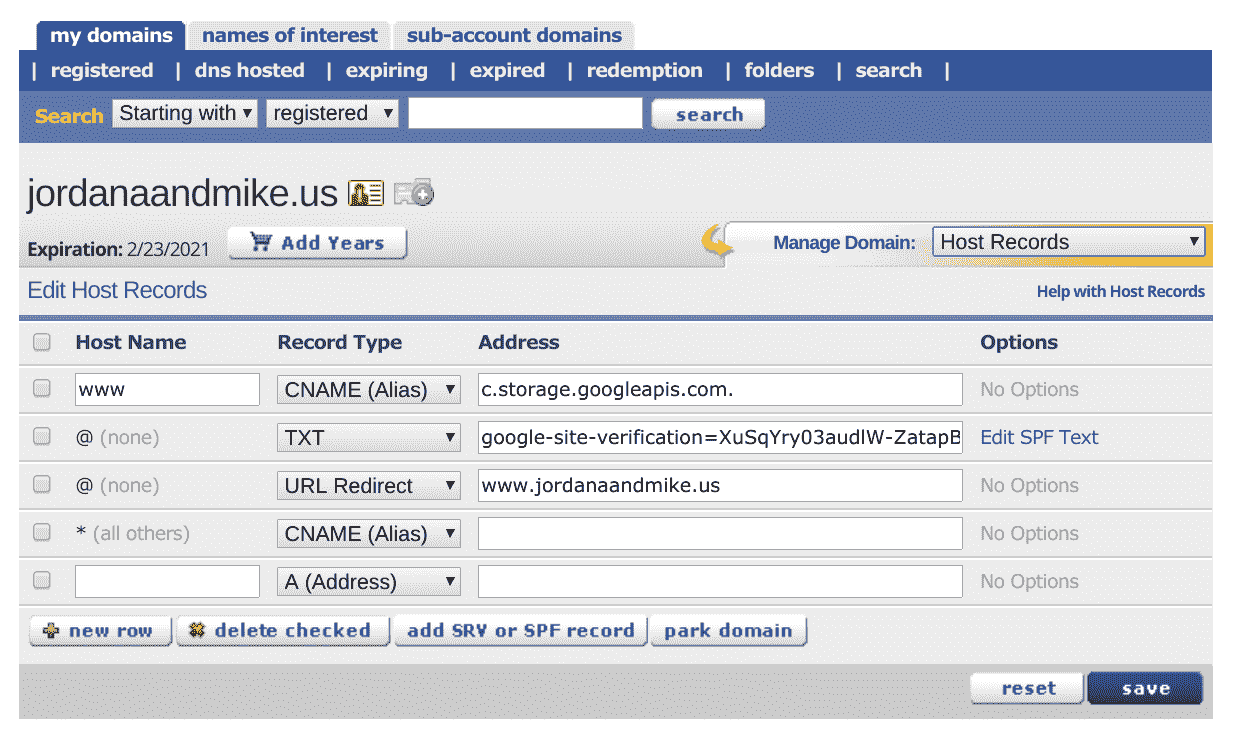 my domains names of interest sub-account domains
| registered | dns hosted | expiring | expired | redemption | folders | search |
Search Starting with registered search
jordanaandmike.us
Expiration: 2/23/2021 Add Years Manage Domain: Host Records
Edit Host Records Help with Host Records
Host Name Record Type Address Options
www CNAME (Alias) c.storage.googleapis.com. No Options
@ (none) TXT google-site-verification=XuSqYry03audIW-ZatapB Edit SPF Text
@ (none) URL Redirect www.jordanaandmike.us No Options
* (all others) CNAME (Alias) No Options
A (Address) No Options
new row delete checked add SRV or SPF record park domain
reset save